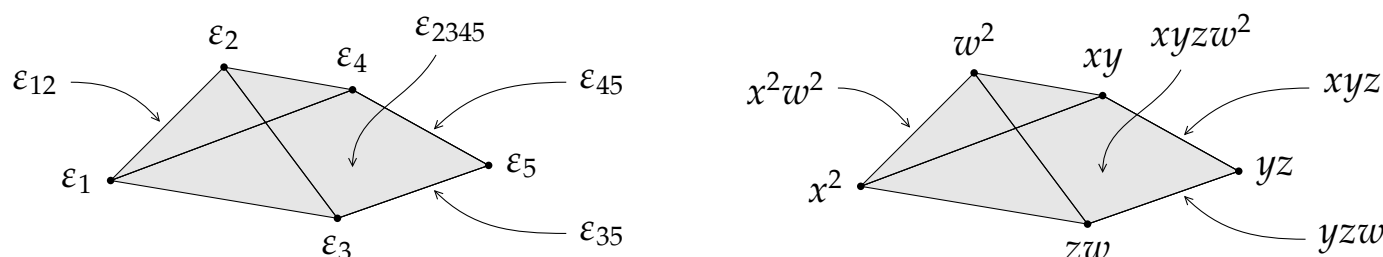 ε₂
ε₄
ε₂₃₄₅
ε₁₂
ε₄₅
ε₁
ε₅
ε₃
ε₃₅
w²
xy
xyzw²
x²w²
xyz
x²
yz
zw
yzw